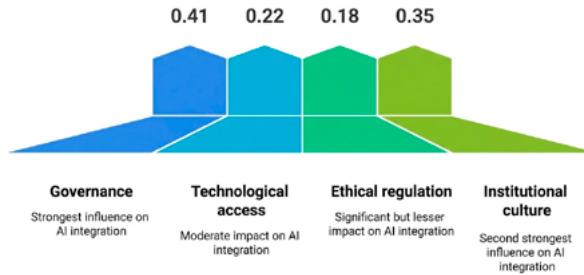 0.41 0.22 0.18 0.35
Governance
Strongest influence on
AI integration
Technological
access
Moderate impact on AI
integration
Ethical regulation
Significant but lesser
impact on AI integration
Institutional
culture
Second strongest
influence on AI
integration